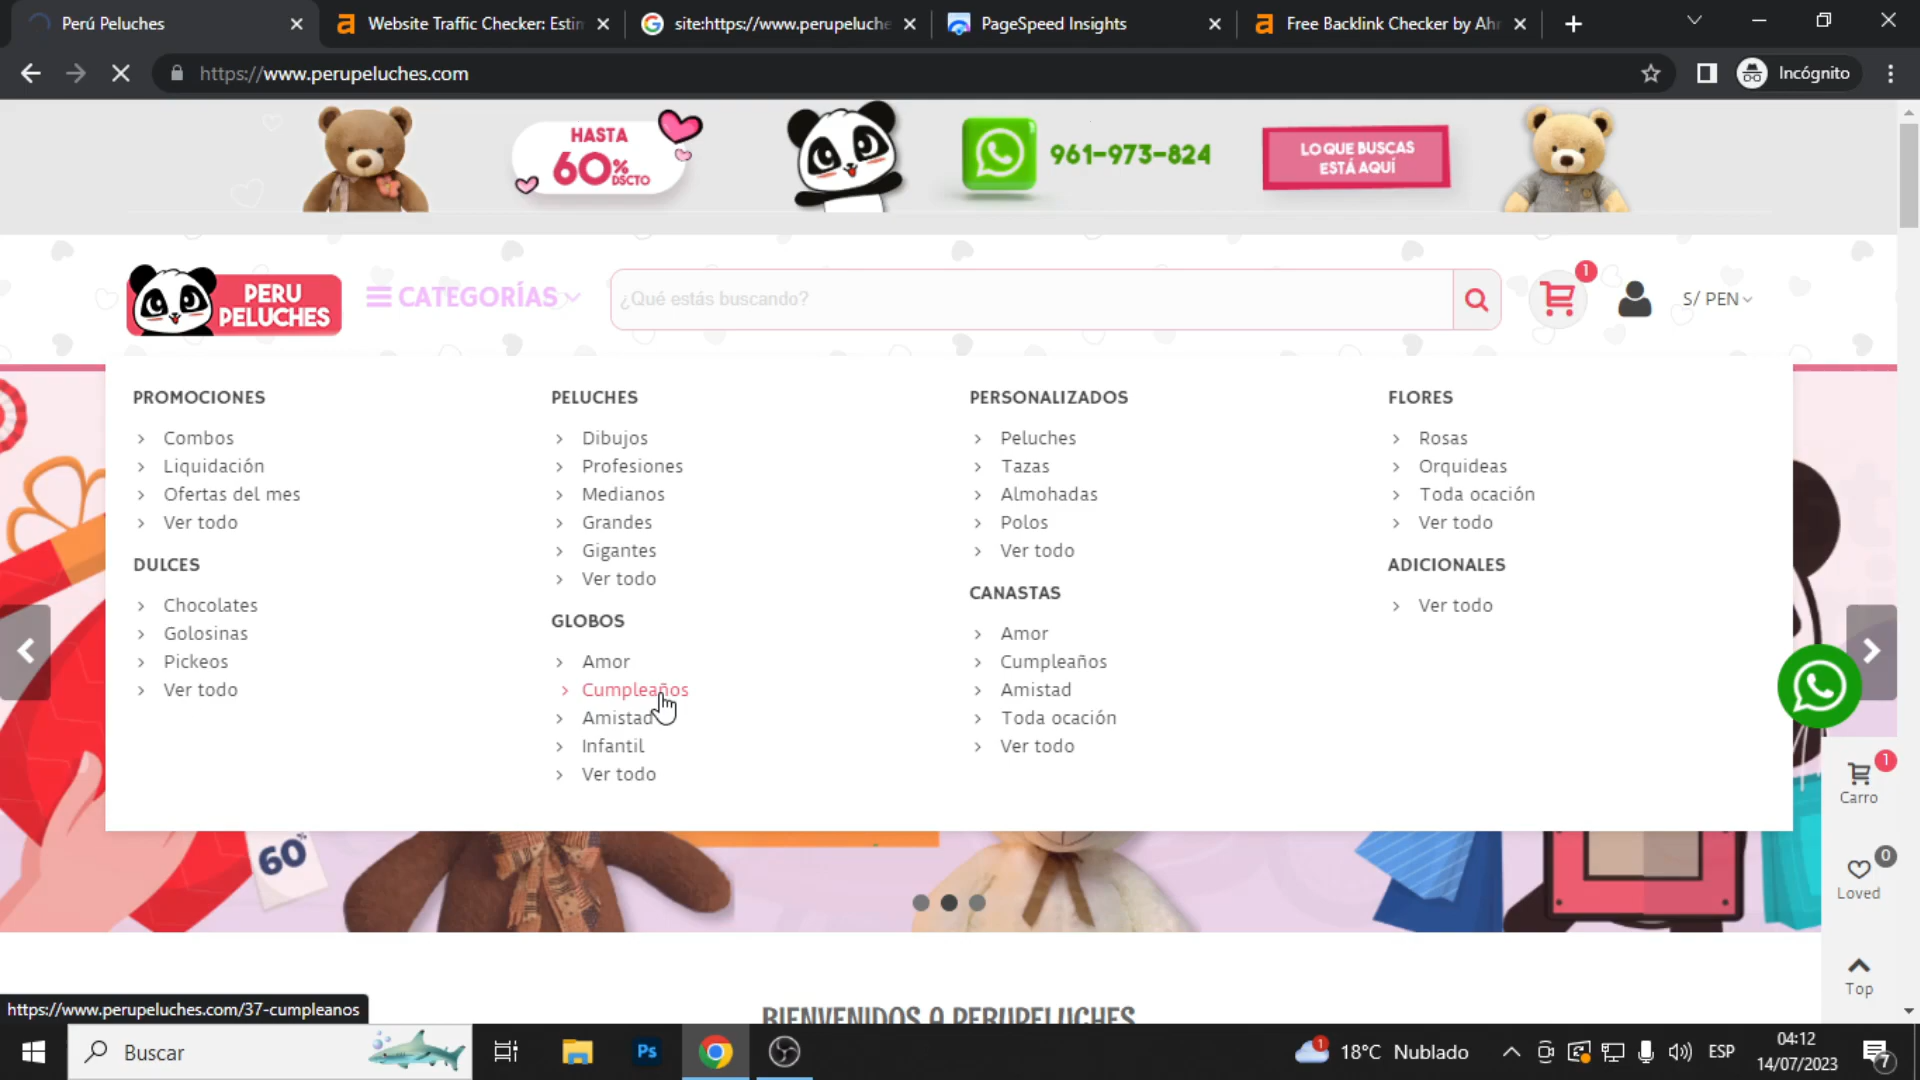 Perú Peluches
Website Traffic Checker: Estin
site:https://www.perupeluche
PageSpeed Insights
Free Backlink Checker by Ahr
https://www.perupeluches.com
Incógnito
HASTA
60% DSCTO
961-973-824
LO QUE BUSCAS
ESTÁ AQUÍ
PERU
PELUCHES
CATEGORÍAS
¿Qué estás buscando?
1
S/ PEN
PROMOCIONES
Combos
Liquidación
Ofertas del mes
Ver todo
DULCES
Chocolates
Golosinas
Pickeos
Ver todo
PELUCHES
Dibujos
Profesiones
Medianos
Grandes
Gigantes
Ver todo
GLOBOS
Amor
Cumpleaños
Amistad
Infantil
Ver todo
PERSONALIZADOS
Peluches
Tazas
Almohadas
Polos
Ver todo
CANASTAS
Amor
Cumpleaños
Amistad
Toda ocación
Ver todo
FLORES
Rosas
Orquideas
Toda ocación
Ver todo
ADICIONALES
Ver todo
60%
1
Carro
0
Loved
Top
BIENVENIDOS A PERUPELUCHES
https://www.perupeluches.com/37-cumpleanos
Buscar
Ps
1
18°C Nublado
ESP
04:12
14/07/2023
7